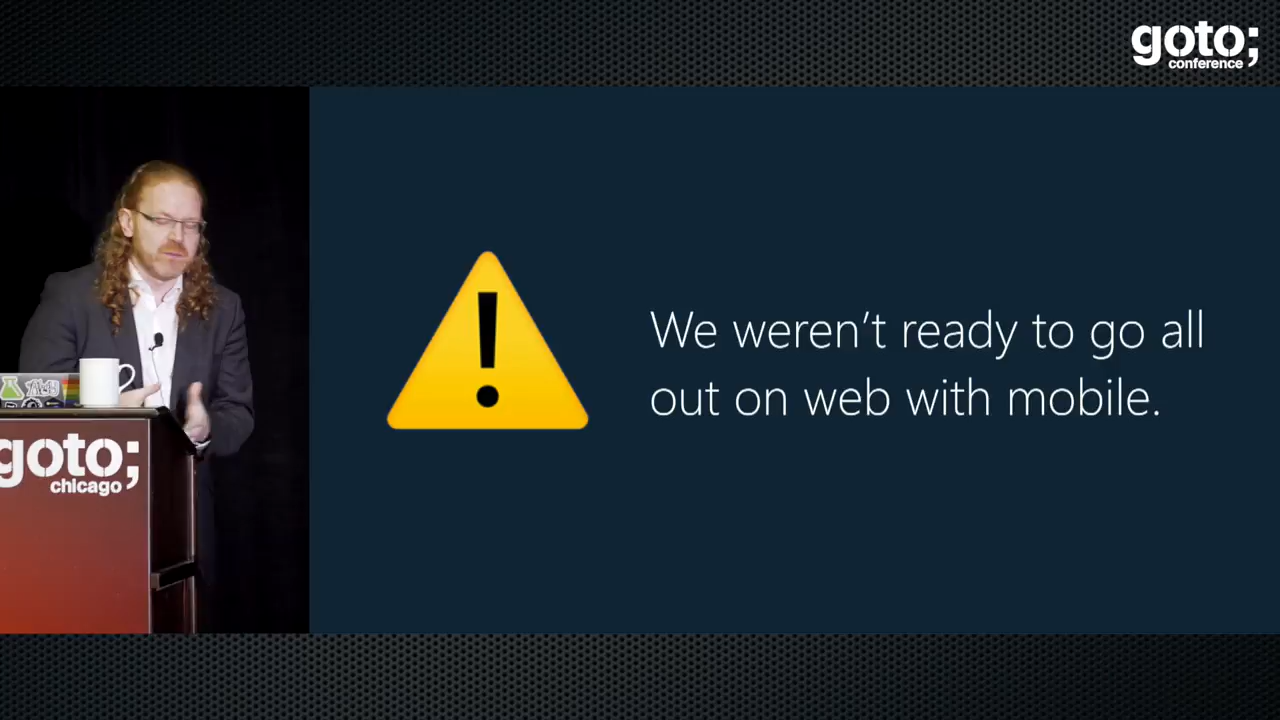 goto;
conference
We weren't ready to go all
out on web with mobile.
goto;
chicago